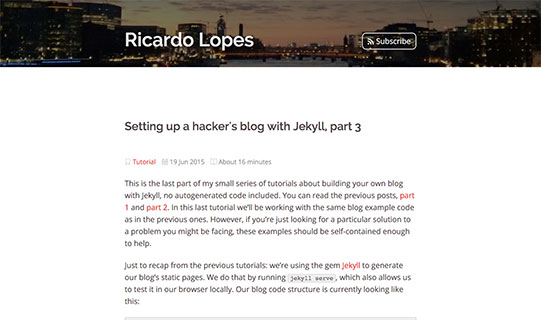 Ricardo Lopes
Subscribe
Setting up a hacker's blog with Jekyll, part 3
Tutorial 19 Jun 2015 About 16 minutes
This is the last part of my small series of tutorials about building your own blog
with Jekyll, no autogenerated code included. You can read the previous posts, part
1 and part 2. In this last tutorial we'll be working with the same blog example code
as in the previous ones. However, if you're just looking for a particular solution to
a problem you might be facing, these examples should be self-contained enough
to help.
Just to recap from the previous tutorials: we're using the gem Jekyll to generate
our blog's static pages. We do that by running jekyll serve, which also allows us
to test it in our browser locally. Our blog code structure is currently looking like
this: